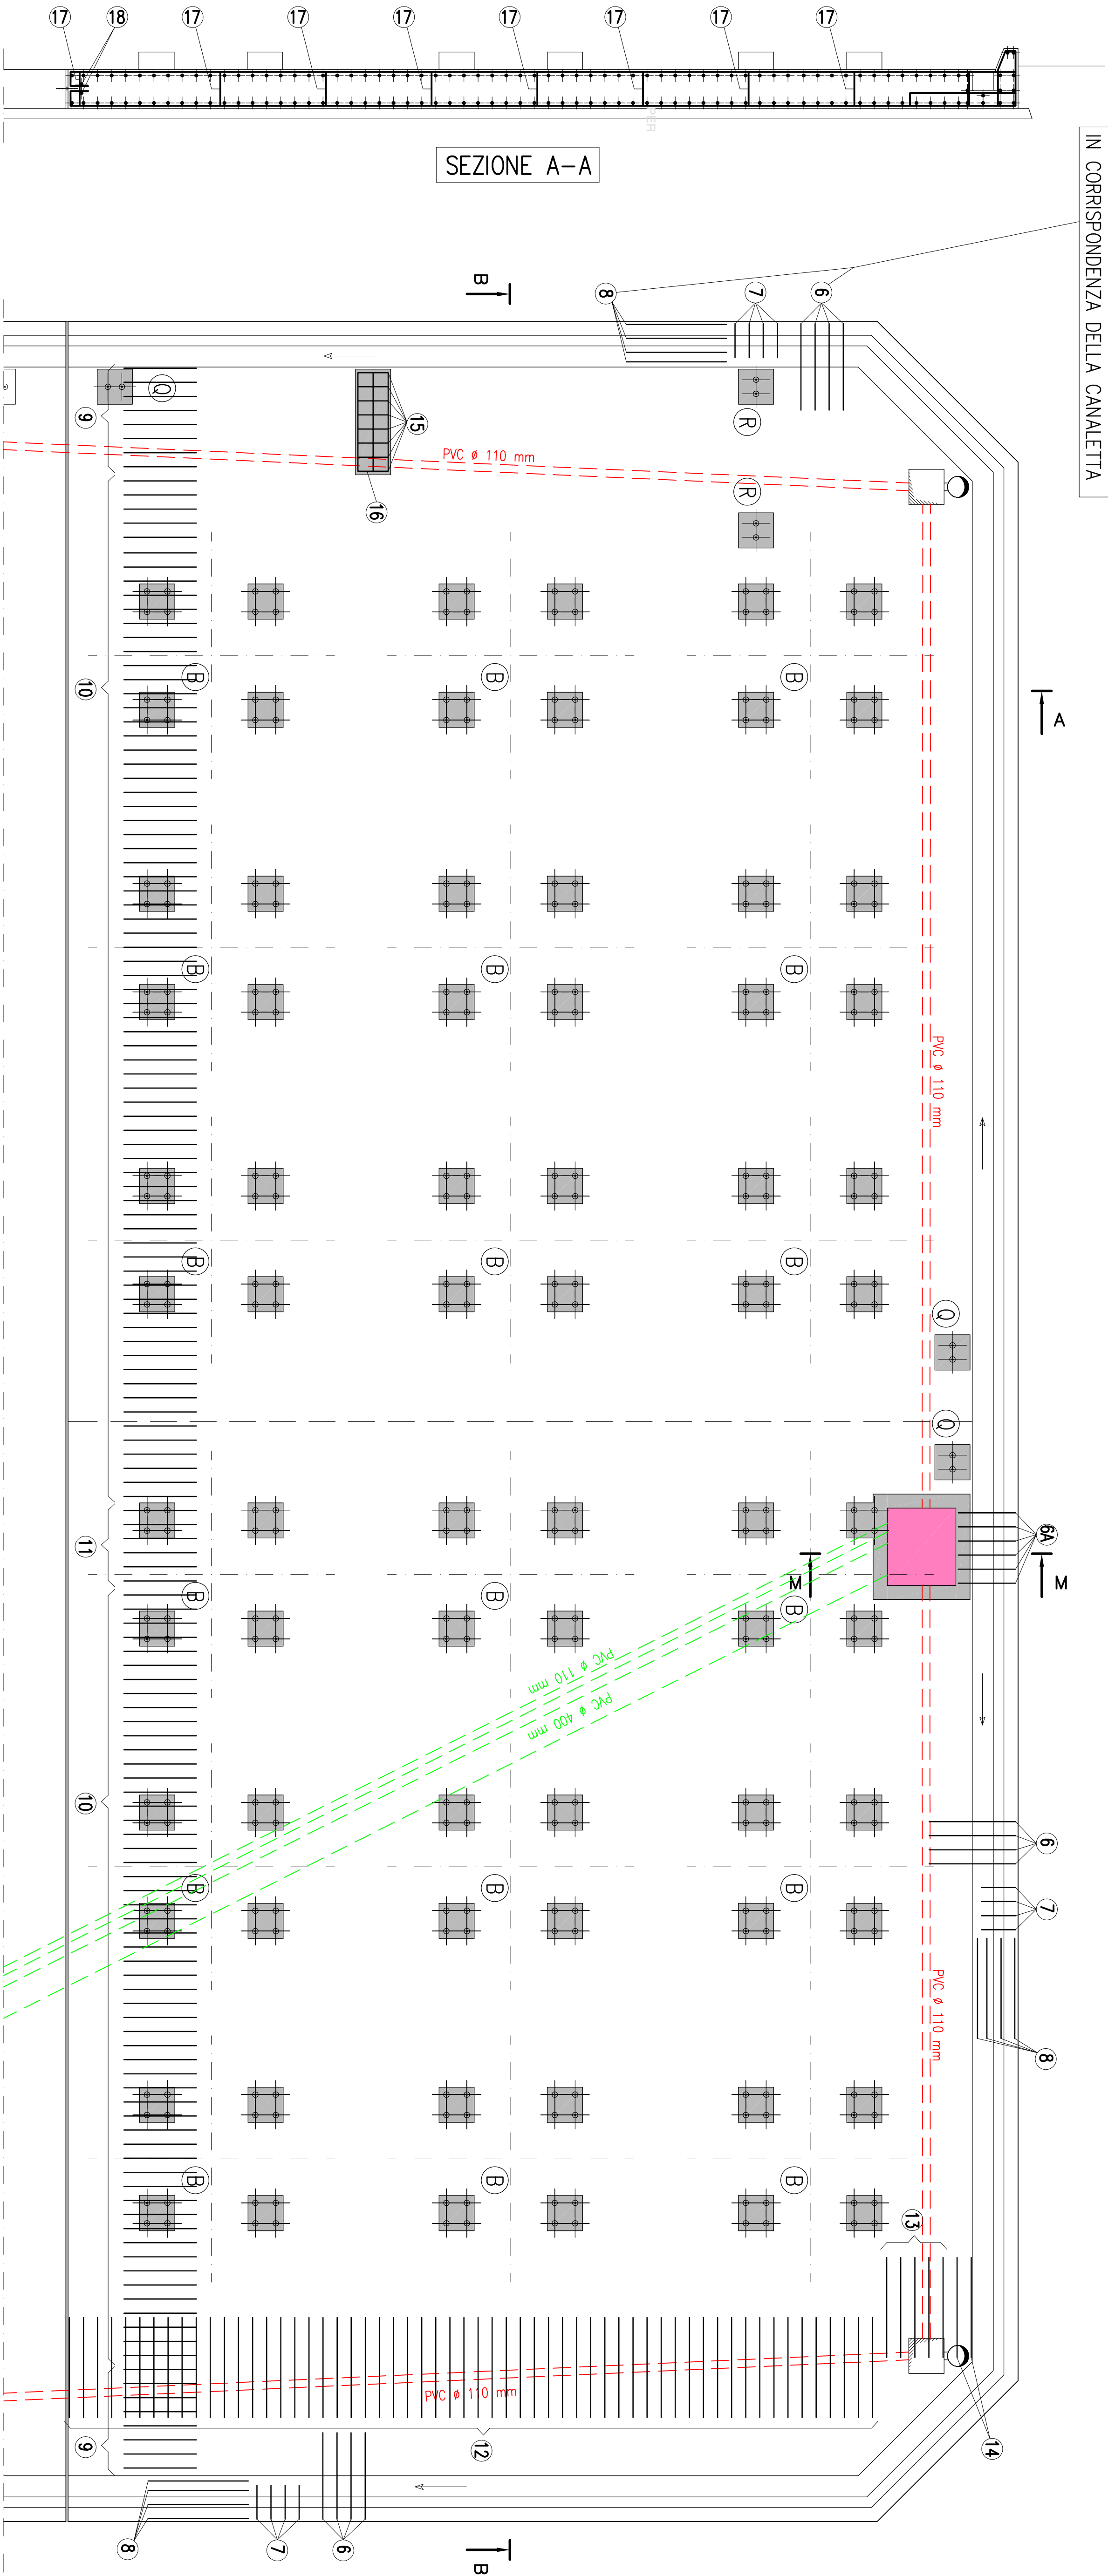 17
18
17
17
17
17
17
17
17
PER
SEZIONE A-A
IN CORRISPONDENZA DELLA CANALETTA
B
8
7
6
Q
9
15
R
PVC ø 110 mm
16
R
10
B
B
B
A
B
B
B
PVC ø 110 mm
B
B
B
Q
Q
11
6A
M
M
B
B
B
PVC ø 110 mm
PVC ø 400 mm
10
6
B
B
B
7
PVC ø 110 mm
8
B
B
B
13
PVC ø 110 mm
9
12
14
8
7
6
B